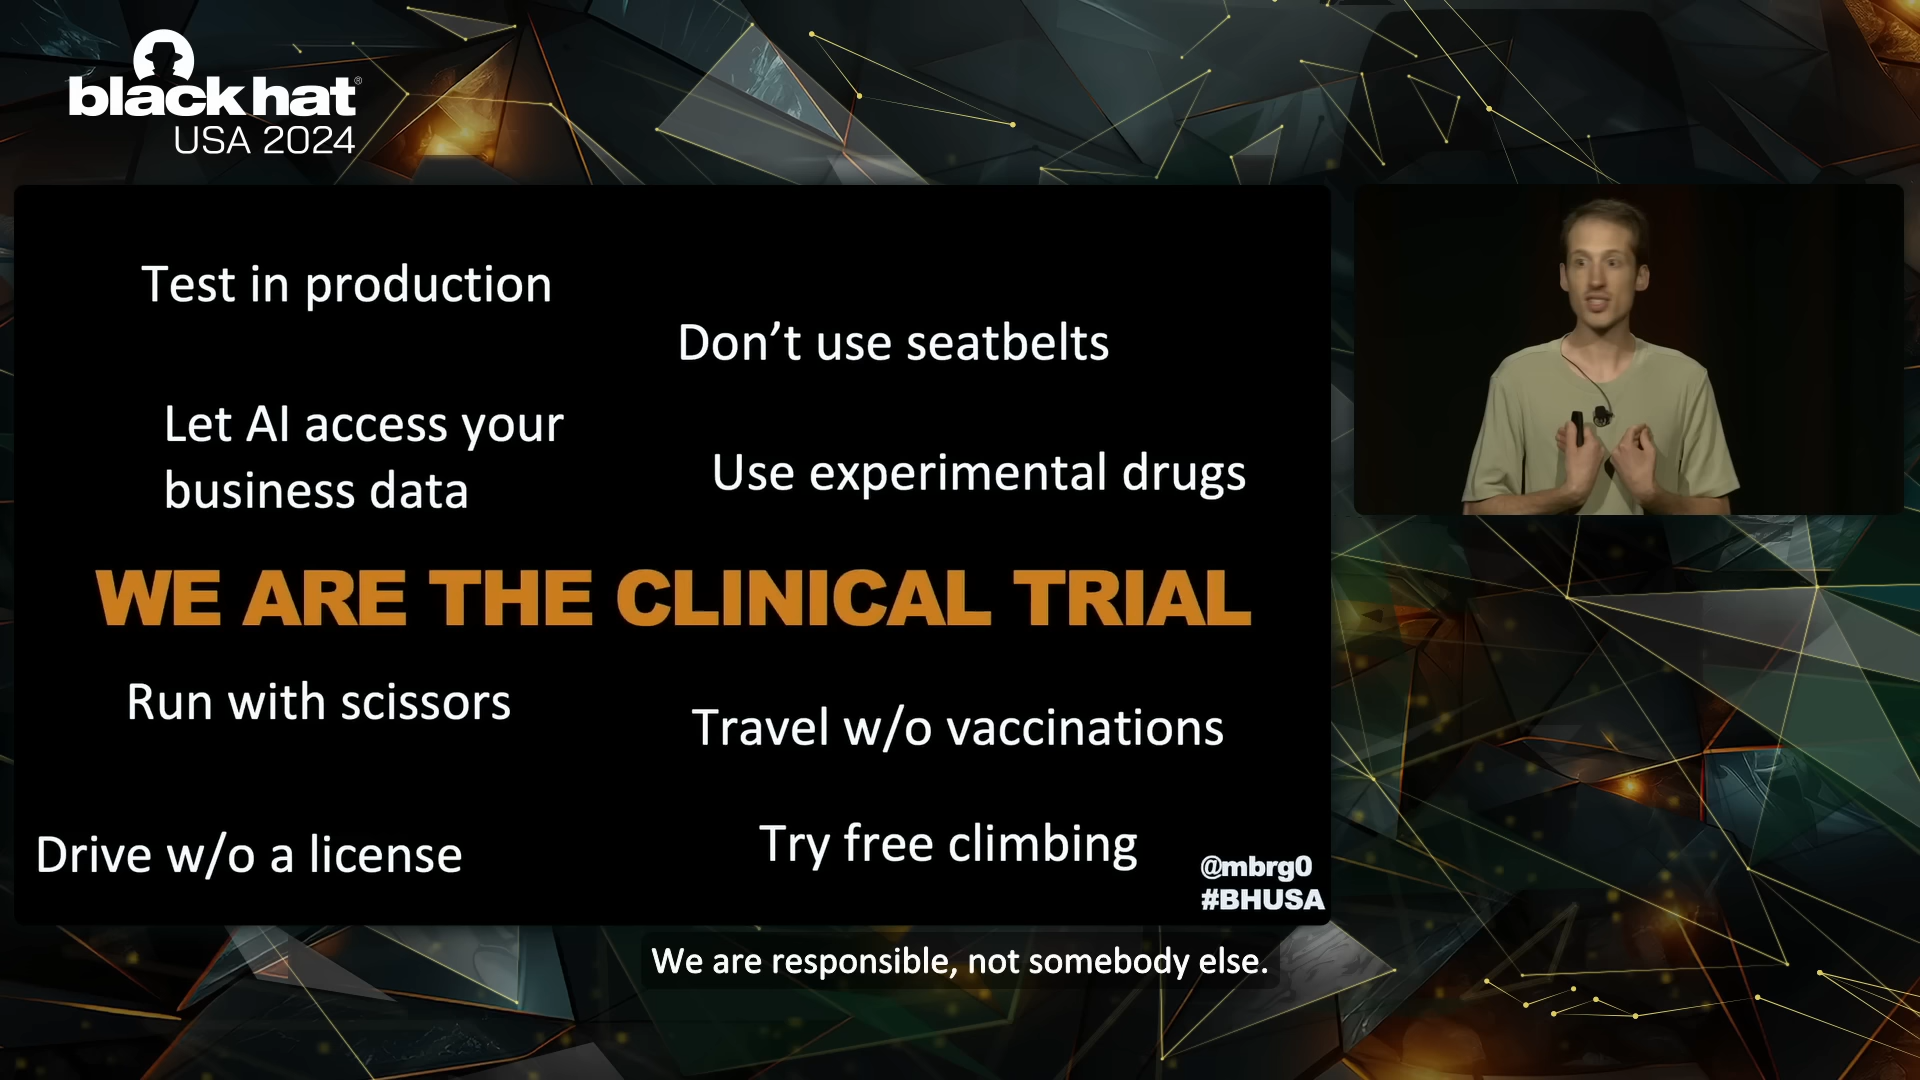 blackhat®
USA 2024
Test in production
Don’t use seatbelts
Let AI access your
business data
Use experimental drugs
WE ARE THE CLINICAL TRIAL
Run with scissors
Travel w/o vaccinations
Drive w/o a license
Try free climbing
@mbrg0
#BHUSA
We are responsible, not somebody else.